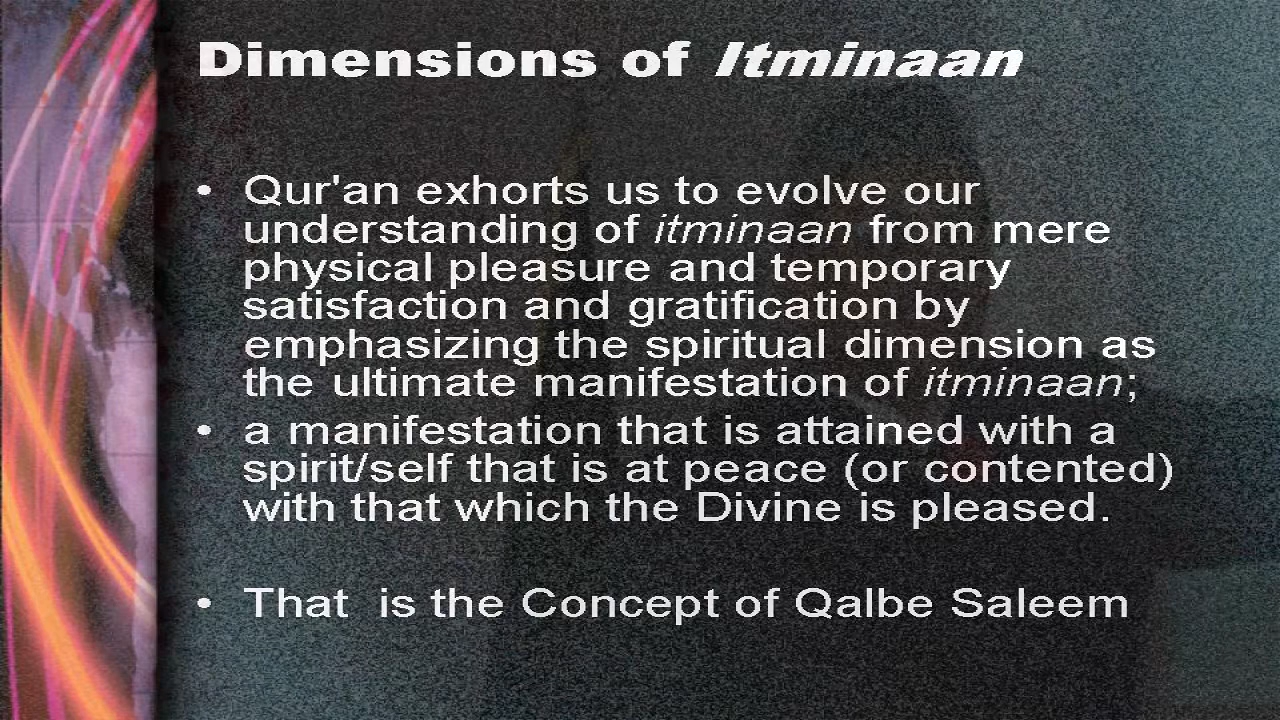 Dimensions of Itminaan
• Qur'an exhorts us to evolve our
understanding of itminaan from mere
physical pleasure and temporary
satisfaction and gratification by
emphasizing the spiritual dimension as
the ultimate manifestation of itminaan;
• a manifestation that is attained with a
spirit/self that is at peace (or contented)
with that which the Divine is pleased.
• That  is the Concept of Qalbe Saleem